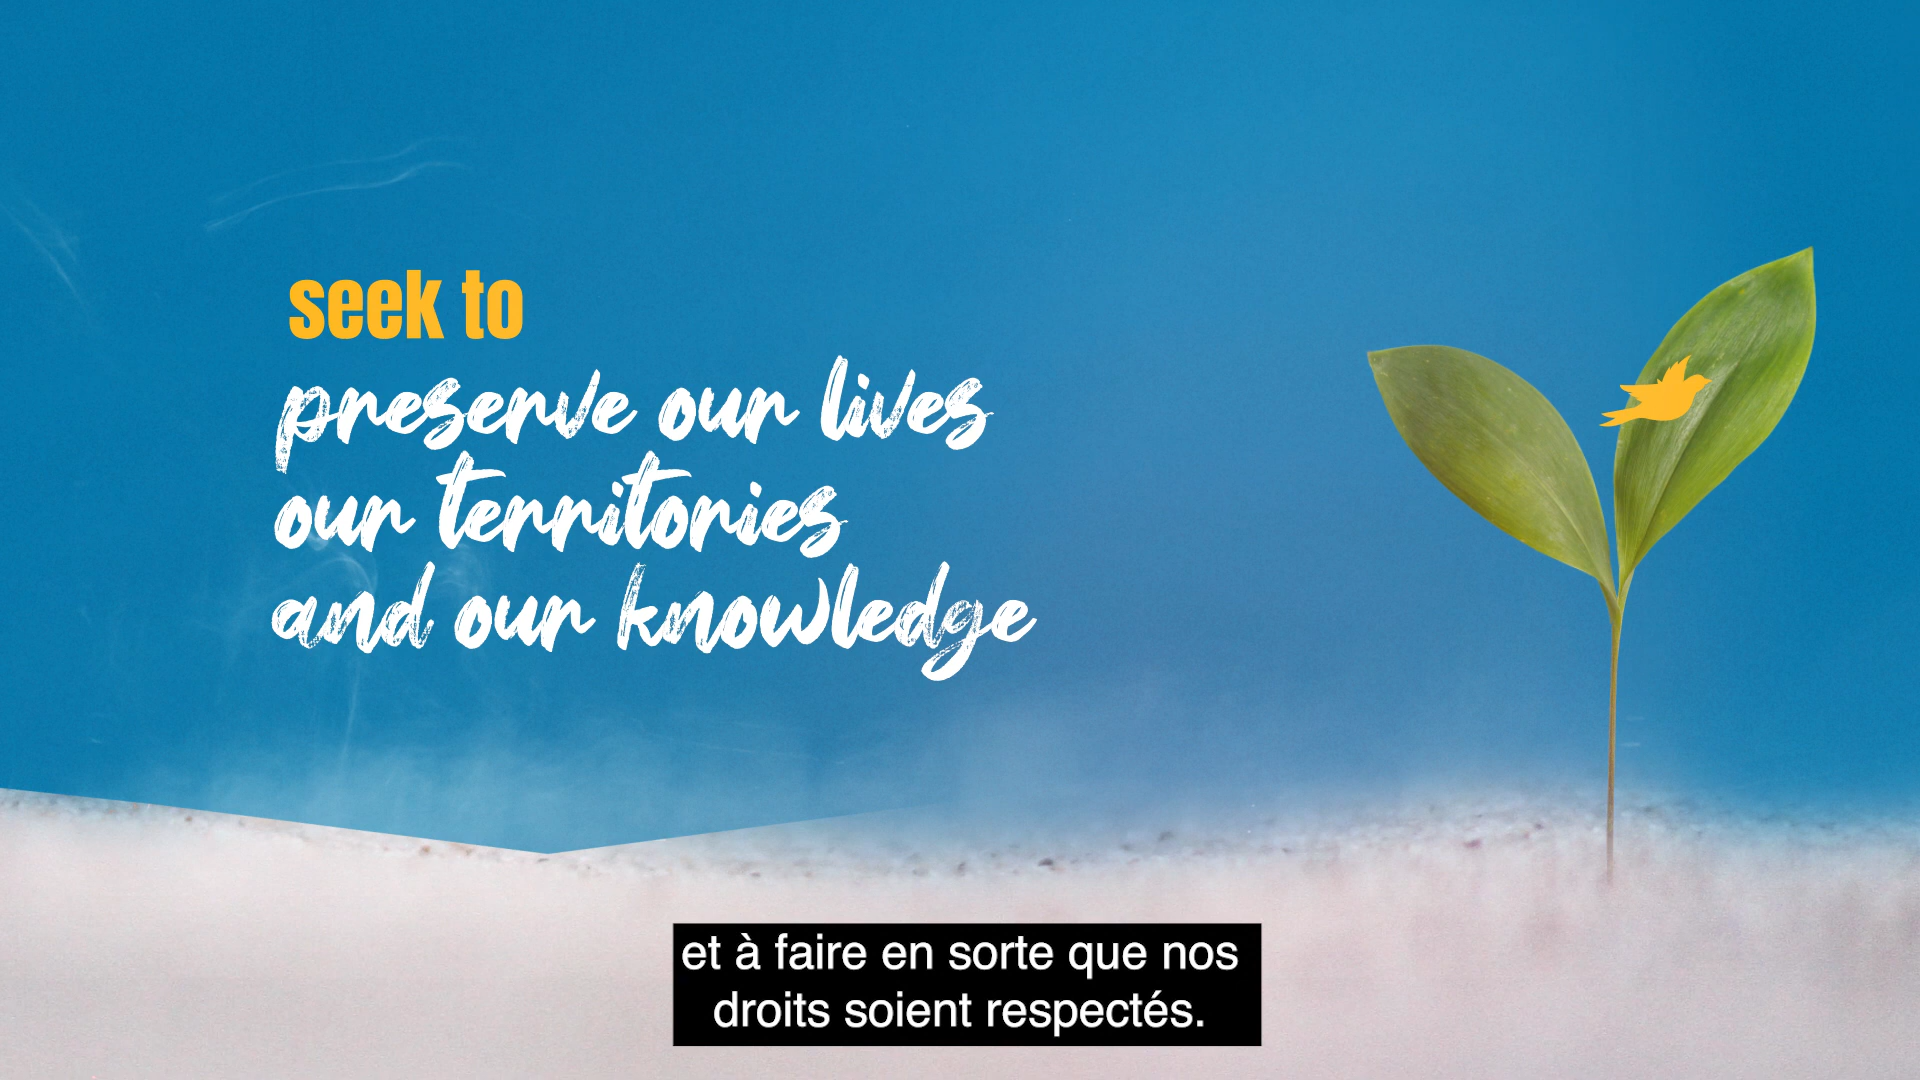 seek to
preserve our lives
our territories
and our knowledge
et à faire en sorte que nos
droits soient respectés.